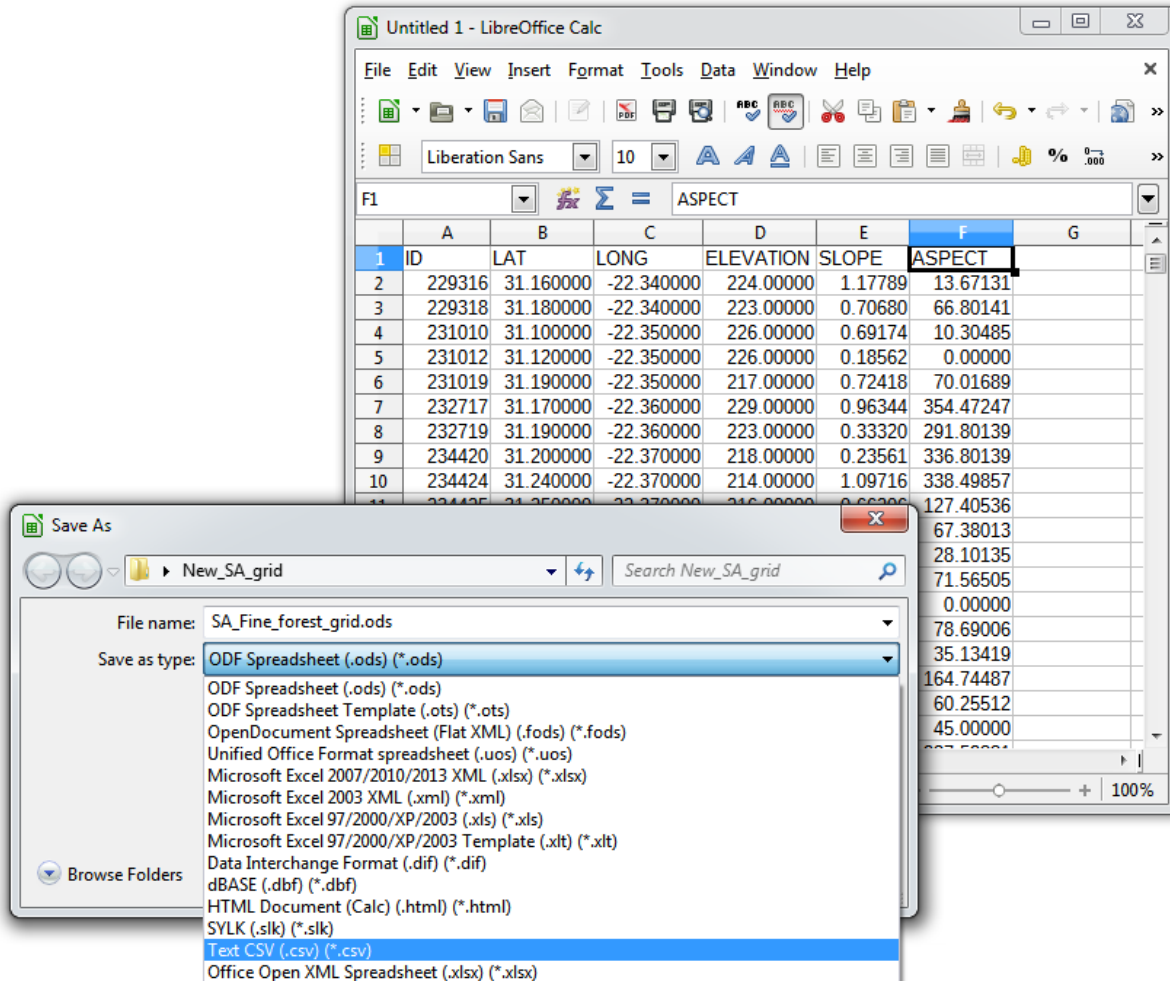 Untitled 1 - LibreOffice Calc
File Edit View Insert Format Tools Data Window Help
PDF ABC ABC
Liberation Sans 10 A A A % 0 .000
F1 fx Σ = ASPECT
A B C D E F G
1 ID LAT LONG ELEVATION SLOPE ASPECT
2 229316 31.160000 -22.340000 224.00000 1.17789 13.67131
3 229318 31.180000 -22.340000 223.00000 0.70680 66.80141
4 231010 31.100000 -22.350000 226.00000 0.69174 10.30485
5 231012 31.120000 -22.350000 226.00000 0.18562 0.00000
6 231019 31.190000 -22.350000 217.00000 0.72418 70.01689
7 232717 31.170000 -22.360000 229.00000 0.96344 354.47247
8 232719 31.190000 -22.360000 223.00000 0.33320 291.80139
9 234420 31.200000 -22.370000 218.00000 0.23561 336.80139
10 234424 31.240000 -22.370000 214.00000 1.09716 338.49857
127.40536
67.38013
28.10135
71.56505
0.00000
78.69006
35.13419
164.74487
60.25512
45.00000
100%
Save As
New_SA_grid Search New_SA_grid
File name: SA_Fine_forest_grid.ods
Save as type: ODF Spreadsheet (.ods) (*.ods)
ODF Spreadsheet (.ods) (*.ods)
ODF Spreadsheet Template (.ots) (*.ots)
OpenDocument Spreadsheet (Flat XML) (.fods) (*.fods)
Unified Office Format spreadsheet (.uos) (*.uos)
Microsoft Excel 2007/2010/2013 XML (.xlsx) (*.xlsx)
Microsoft Excel 2003 XML (.xml) (*.xml)
Microsoft Excel 97/2000/XP/2003 (.xls) (*.xls)
Microsoft Excel 97/2000/XP/2003 Template (.xlt) (*.xlt)
Data Interchange Format (.dif) (*.dif)
Browse Folders
dBASE (.dbf) (*.dbf)
HTML Document (Calc) (.html) (*.html)
SYLK (.slk) (*.slk)
Text CSV (.csv) (*.csv)
Office Open XML Spreadsheet (.xlsx) (*.xlsx)